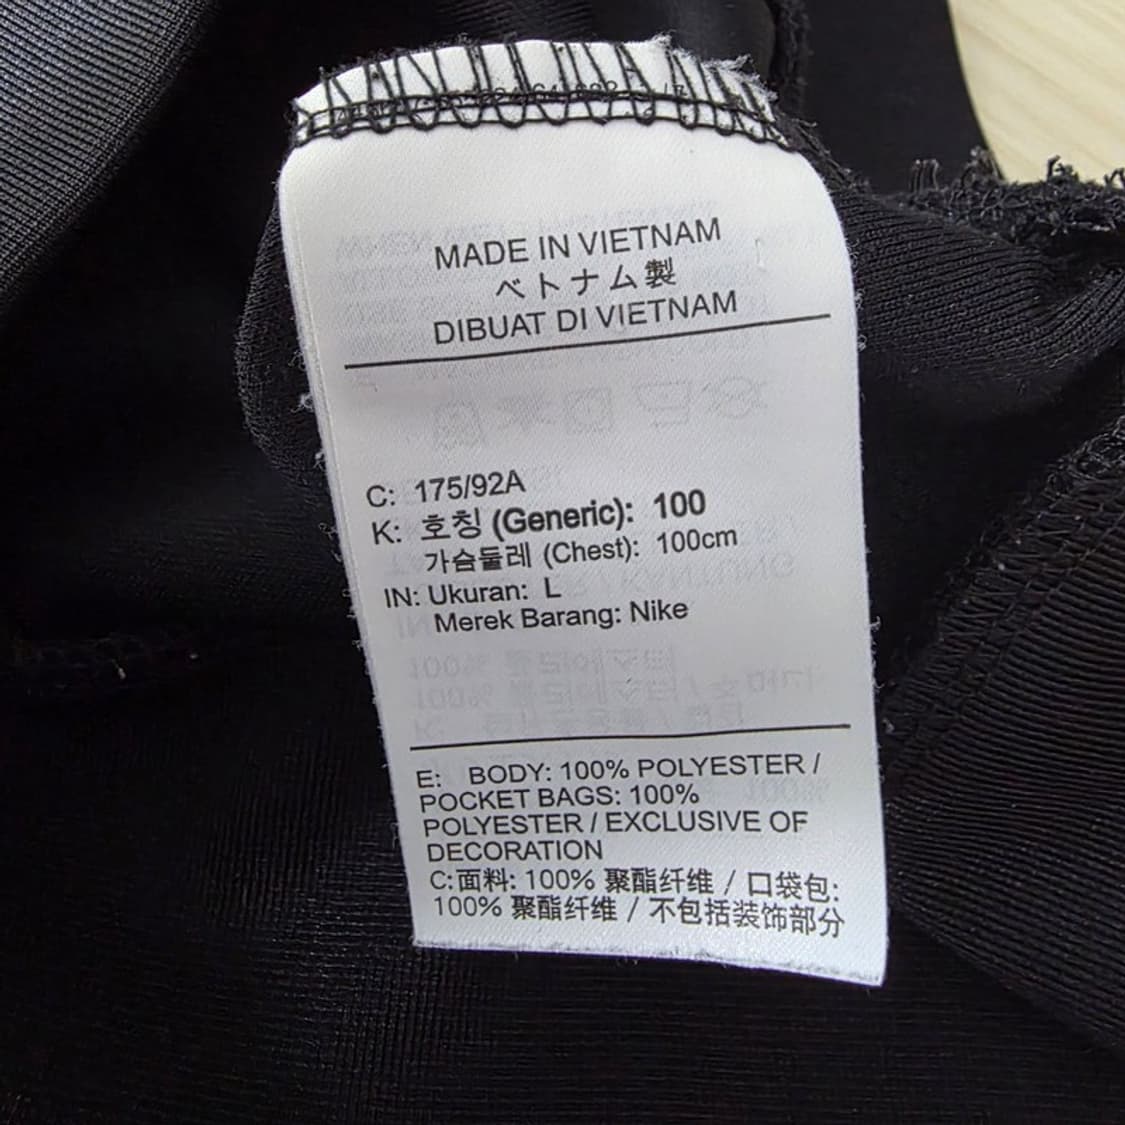 MADE IN VIETNAM
ベトナム製
DIBUAT DI VIETNAM
C: 175/92A
K: 호칭 (Generic): 100
가슴둘레 (Chest): 100cm
IN: Ukuran: L
Merek Barang: Nike
E: BODY: 100% POLYESTER /
POCKET BAGS: 100%
POLYESTER / EXCLUSIVE OF
DECORATION
C:面料: 100% 聚酯纤维 / 口袋包:
100% 聚酯纤维 / 不包括装饰部分